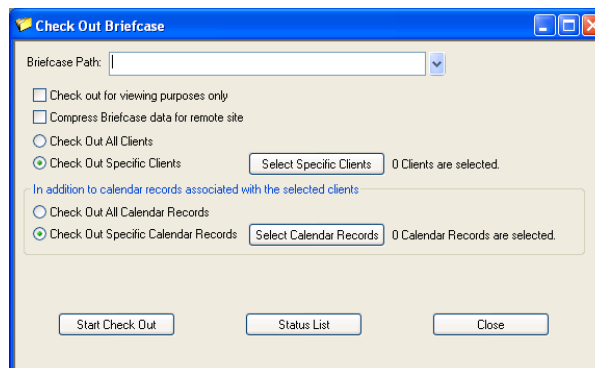 Check Out Briefcase
Briefcase Path:
Check out for viewing purposes only
Compress Briefcase data for remote site
Check Out All Clients
Check Out Specific Clients Select Specific Clients 0 Clients are selected.
In addition to calendar records associated with the selected clients
Check Out All Calendar Records
Check Out Specific Calendar Records Select Calendar Records 0 Calendar Records are selected.
Start Check Out Status List Close